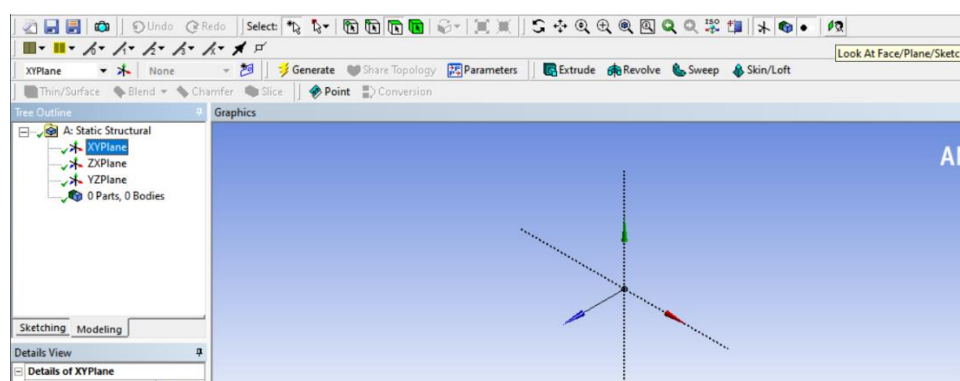 Undo Redo Select:
Look At Face/Plane/Sketc
XYPlane None Generate Share Topology Parameters Extrude Revolve Sweep Skin/Loft
Thin/Surface Blend Chamfer Slice Point Conversion
Tree Outline
A: Static Structural
XYPlane
ZXPlane
YZPlane
0 Parts, 0 Bodies
Sketching Modeling
Details View
Details of XYPlane
Graphics